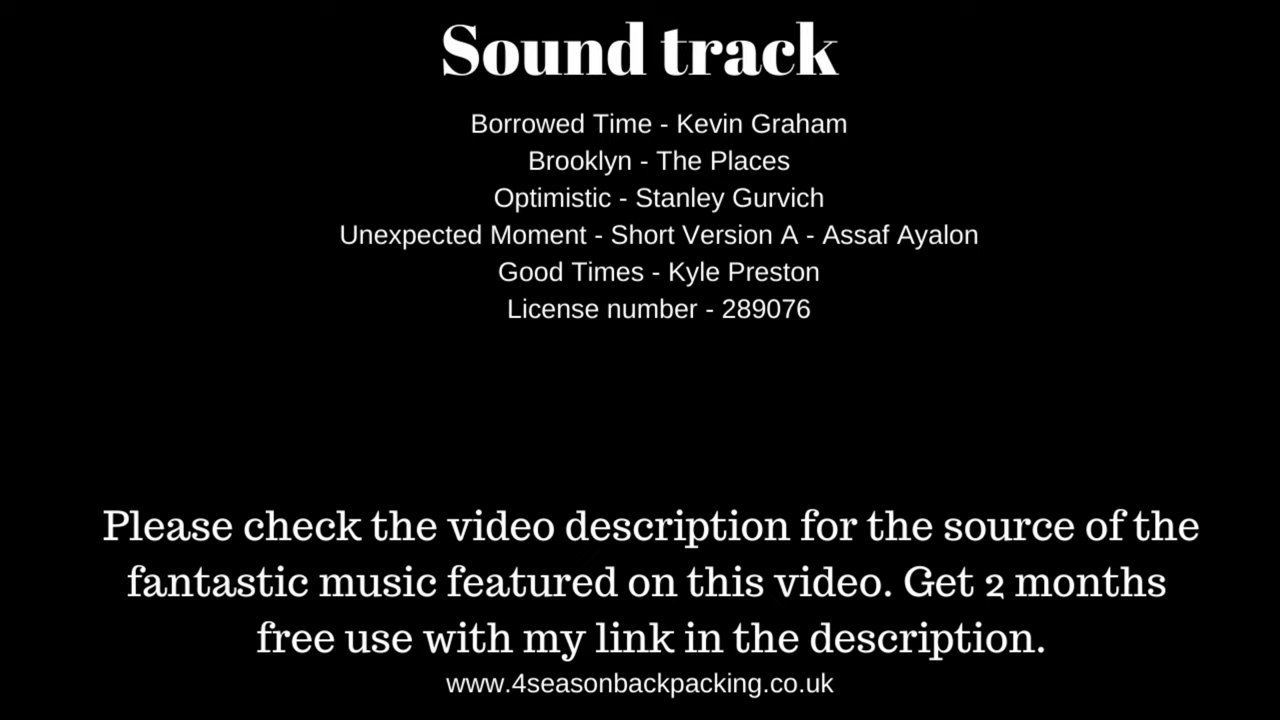 Sound track
Borrowed Time - Kevin Graham
Brooklyn - The Places
Optimistic - Stanley Gurvich
Unexpected Moment - Short Version A - Assaf Ayalon
Good Times - Kyle Preston
License number - 289076
Please check the video description for the source of the
fantastic music featured on this video. Get 2 months
free use with my link in the description.
www.4seasonbackpacking.co.uk